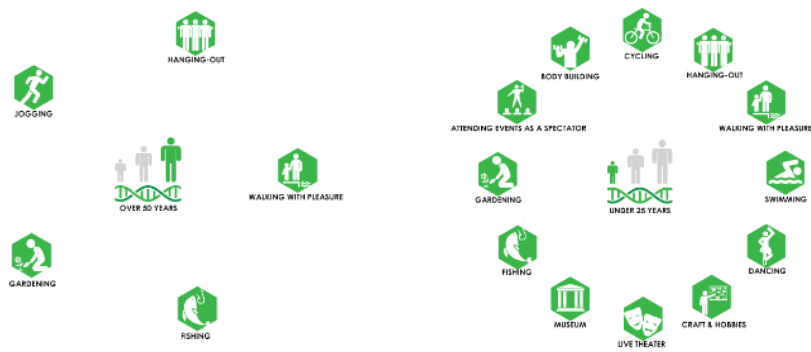 HANGING-OUT
JOGGING
WALKING WITH PLEASURE
OVER 50 YEARS
GARDENING
FISHING
CYCLING
BODY BUILDING
HANGING-OUT
ATTENDING EVENTS AS A SPECTATOR
WALKING WITH PLEASURE
GARDENING
UNDER 25 YEARS
SWIMMING
FISHING
DANCING
MUSEUM
LIVE THEATER
CRAFT & HOBBIES